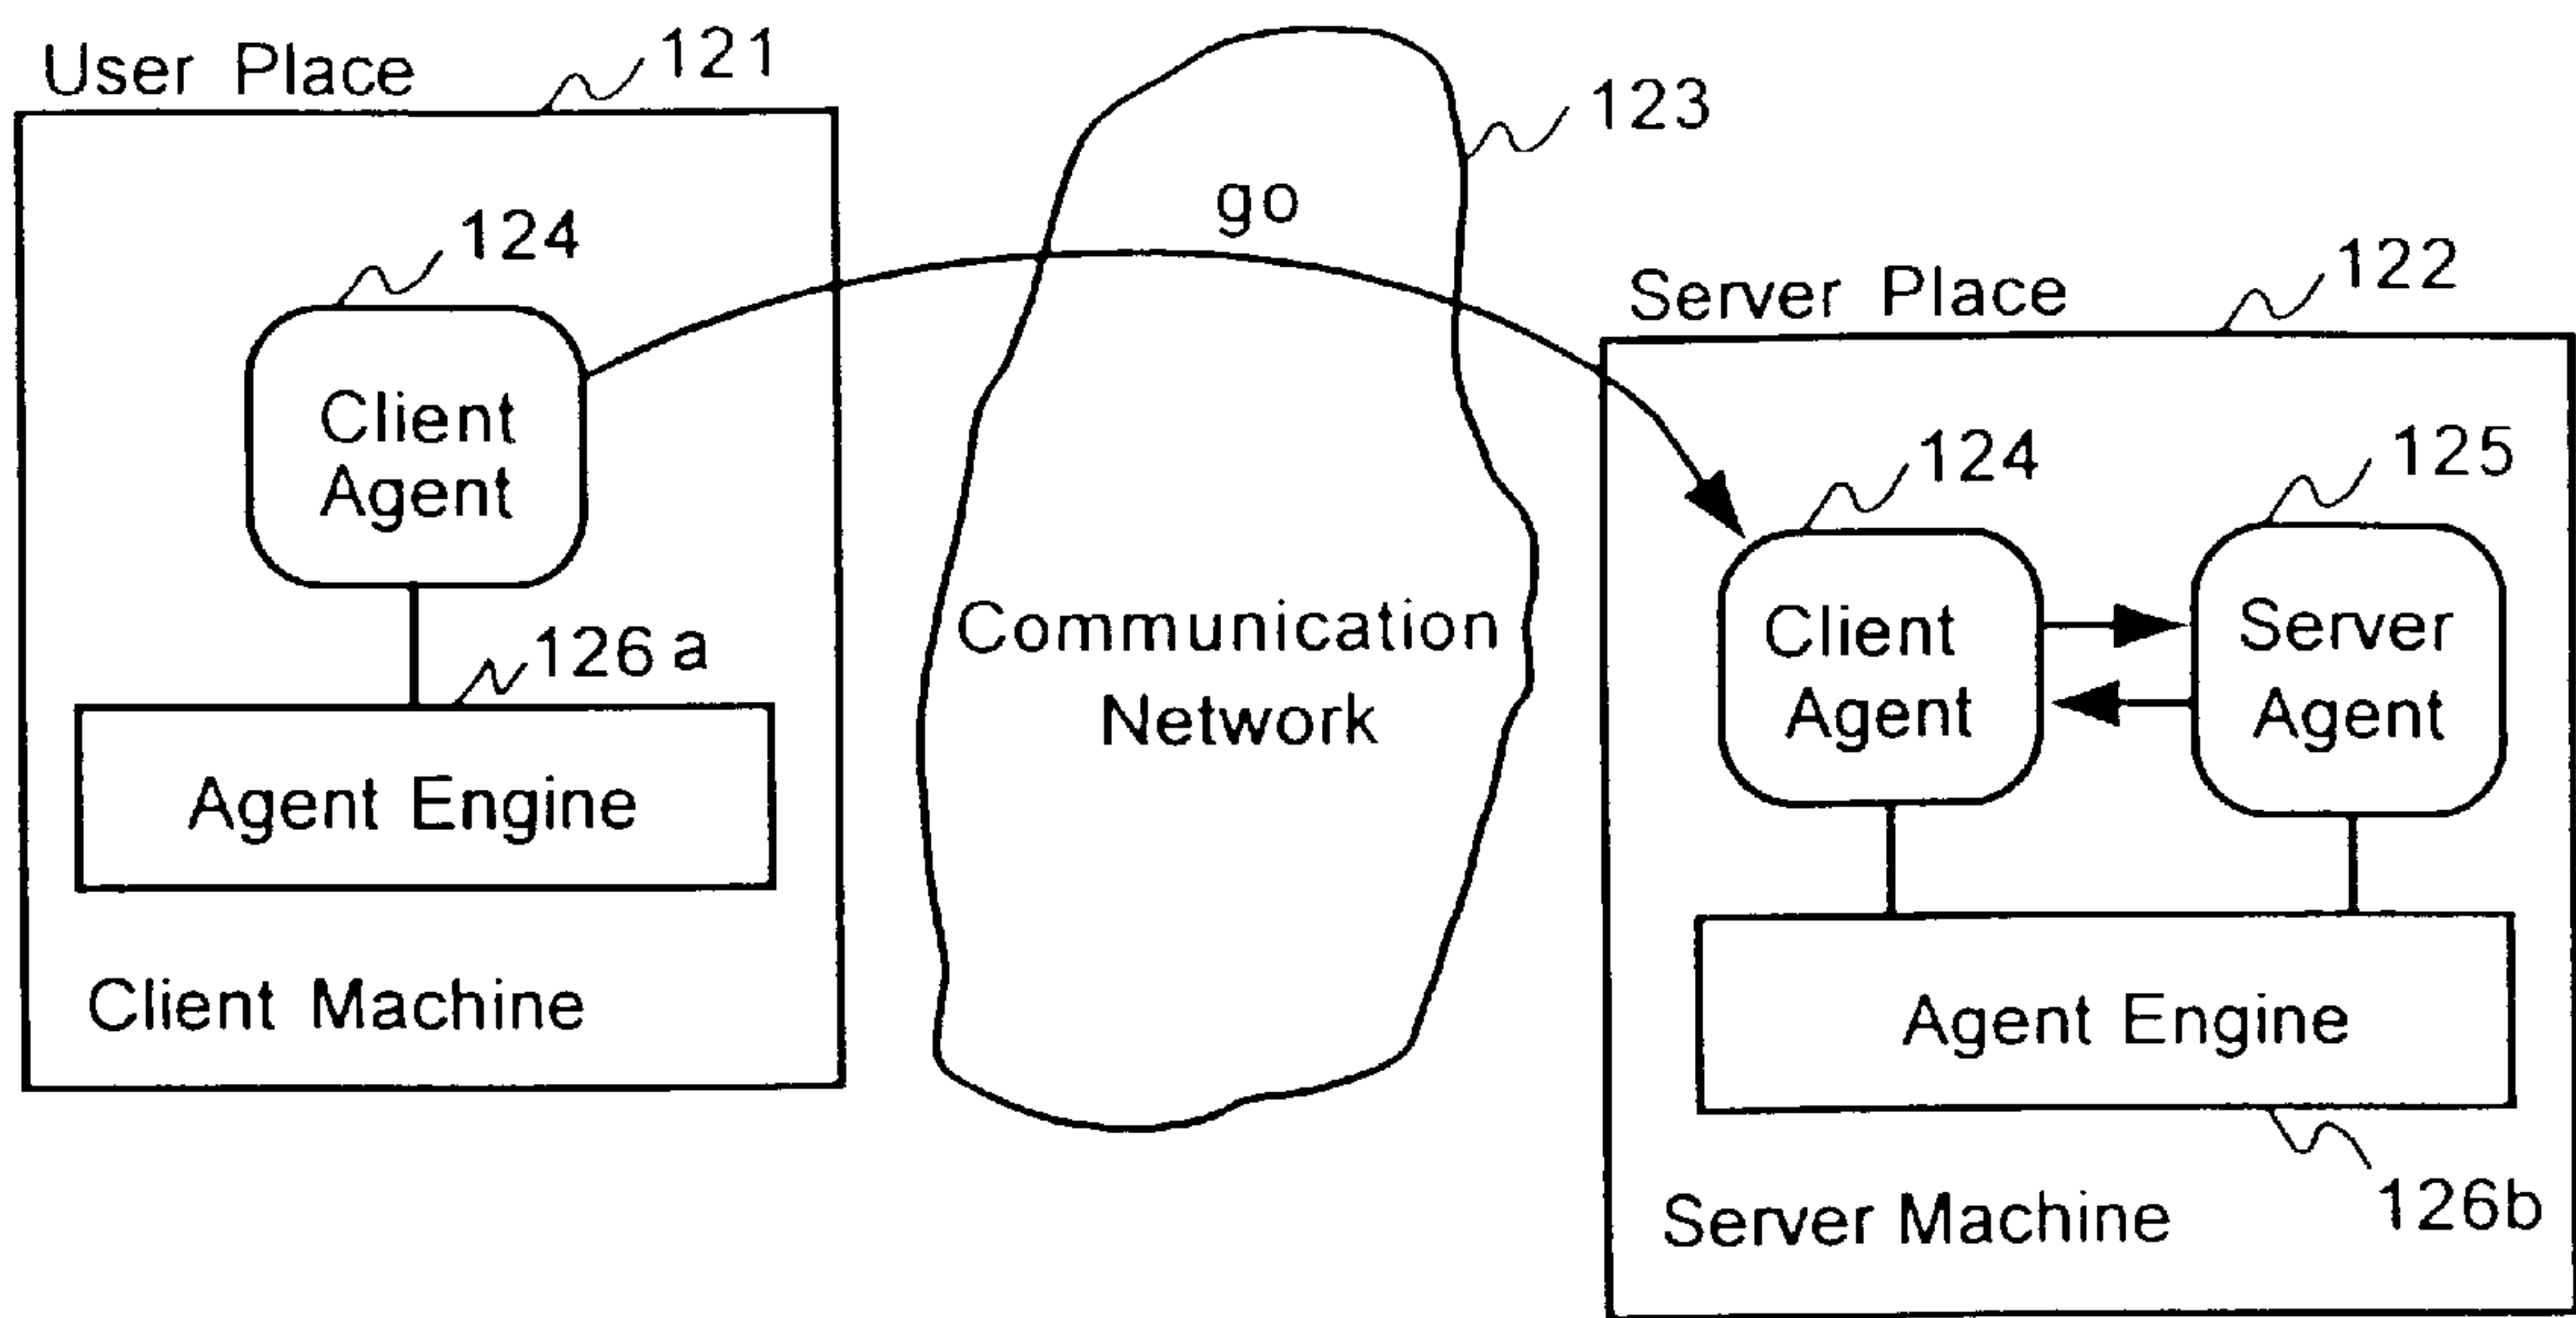 User Place
121
124
Client
Agent
126a
Agent Engine
Client Machine
123
go
Communication
Network
Server Place
122
124
125
Client
Agent
Server
Agent
Agent Engine
126b
Server Machine